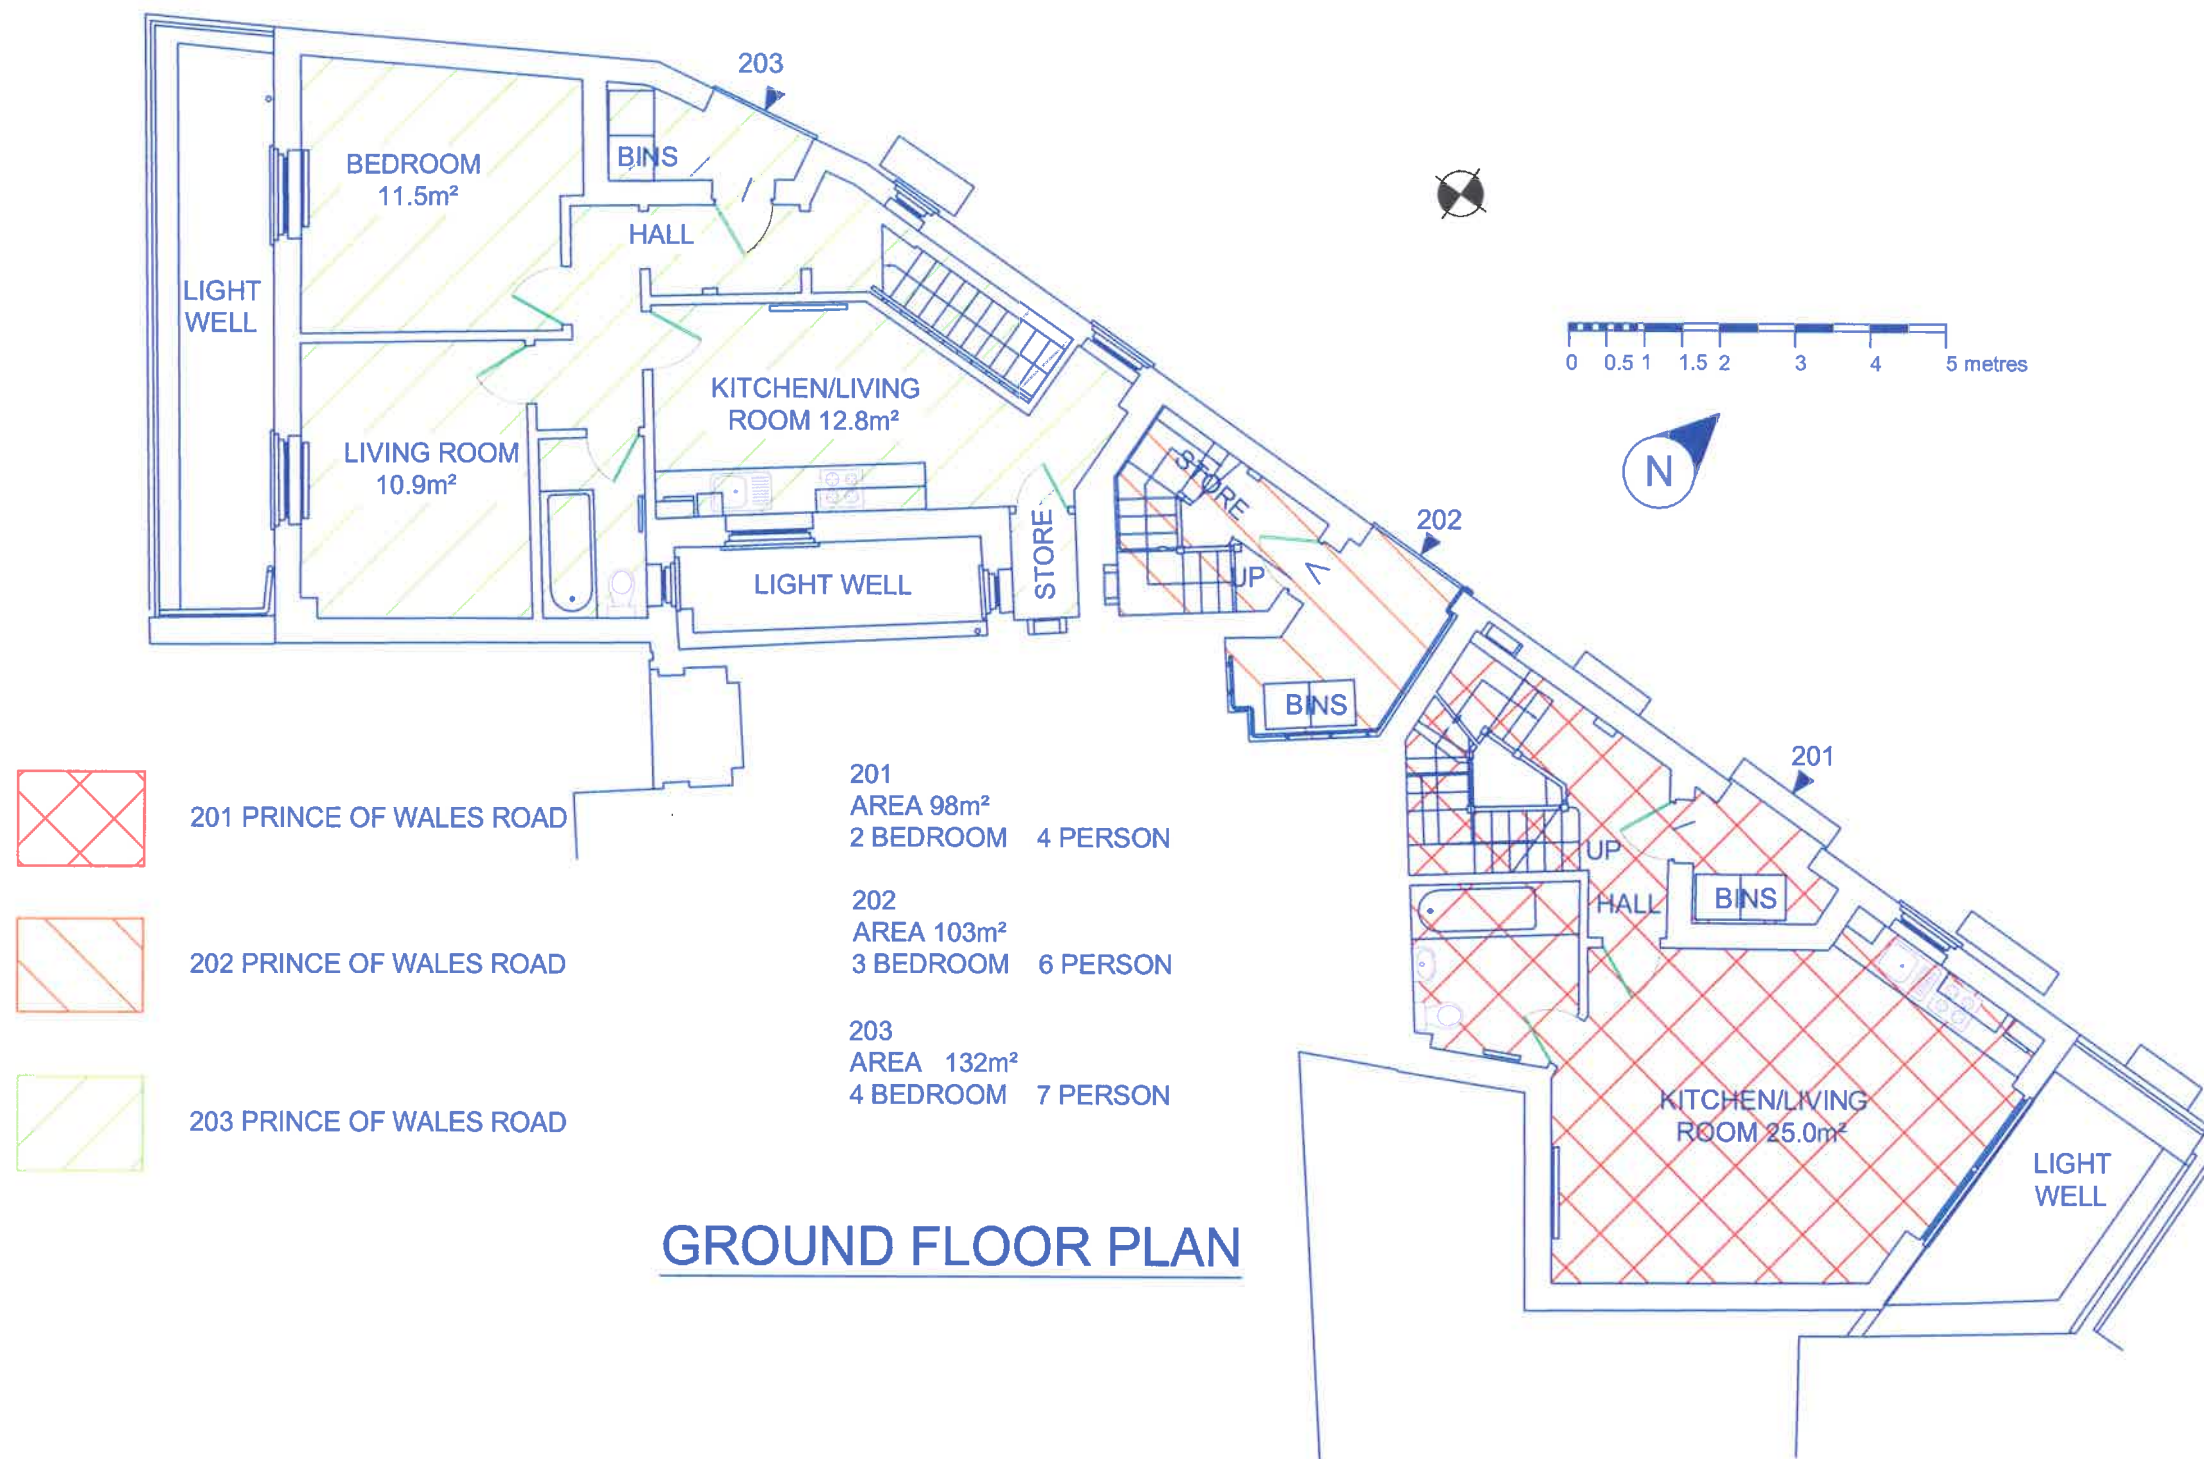 203
BINS
BEDROOM
11.5m²
HALL
LIGHT
WELL
KITCHEN/LIVING
ROOM 12.8m²
LIVING ROOM
10.9m²
STORE
LIGHT WELL
0 0.5 1 1.5 2 3 4 5 metres
N
STORE
202
UP
BINS
201
UP
HALL
BINS
KITCHEN/LIVING
ROOM 25.0m²
LIGHT
WELL
201 PRINCE OF WALES ROAD
202 PRINCE OF WALES ROAD
203 PRINCE OF WALES ROAD
201
AREA 98m²
2 BEDROOM 4 PERSON
202
AREA 103m²
3 BEDROOM 6 PERSON
203
AREA 132m²
4 BEDROOM 7 PERSON
GROUND FLOOR PLAN